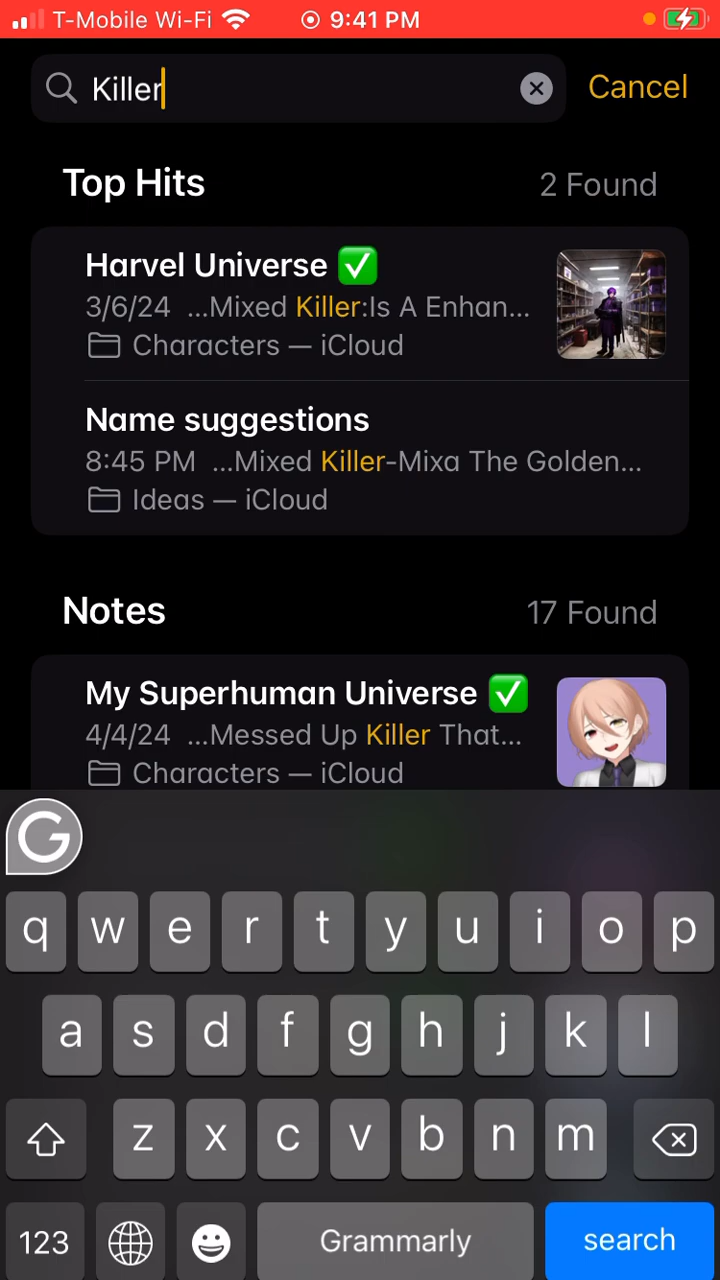 T-Mobile Wi-Fi 9:41 PM
Killer Cancel
Top Hits 2 Found
Harvel Universe ✅
3/6/24 ...Mixed Killer:Is A Enhan...
Characters — iCloud
Name suggestions
8:45 PM ...Mixed Killer-Mixa The Golden...
Ideas — iCloud
Notes 17 Found
My Superhuman Universe ✅
4/4/24 ...Messed Up Killer That...
Characters — iCloud
G
q w e r t y u i o p
a s d f g h j k l
z x c v b n m
123 Grammarly search